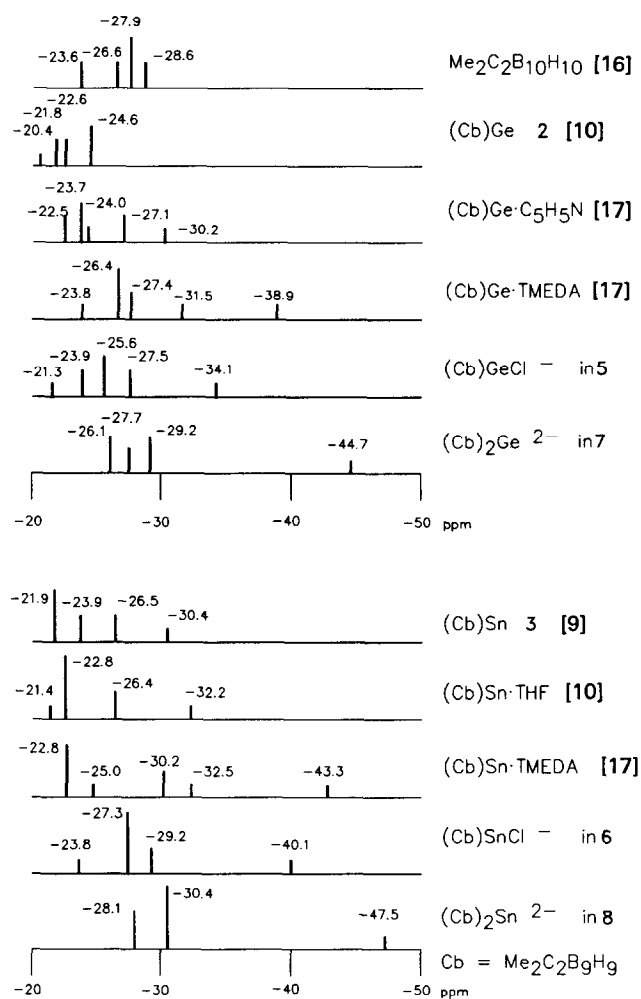 −27.9
−23.6 −26.6 −28.6 Me2C2B10H10 [16]
−22.6
−21.8
−20.4 −24.6 (Cb)Ge 2 [10]
−23.7
−22.5 −24.0 −27.1 −30.2 (Cb)Ge·C5H5N [17]
−26.4
−23.8 −27.4 −31.5 −38.9 (Cb)Ge·TMEDA [17]
−25.6
−21.3 −23.9 −27.5 −34.1 (Cb)GeCl − in 5
−27.7
−26.1 −29.2 −44.7 (Cb)2Ge 2− in 7
−20 −30 −40 −50 ppm
−21.9 −23.9 −26.5 −30.4 (Cb)Sn 3 [9]
−22.8
−21.4 −26.4 −32.2 (Cb)Sn·THF [10]
−22.8 −25.0 −30.2 −32.5 −43.3 (Cb)Sn·TMEDA [17]
−27.3
−23.8 −29.2 −40.1 (Cb)SnCl − in 6
−30.4
−28.1 −47.5 (Cb)2Sn 2− in 8
Cb = Me2C2B9H9
−20 −30 −40 −50 ppm